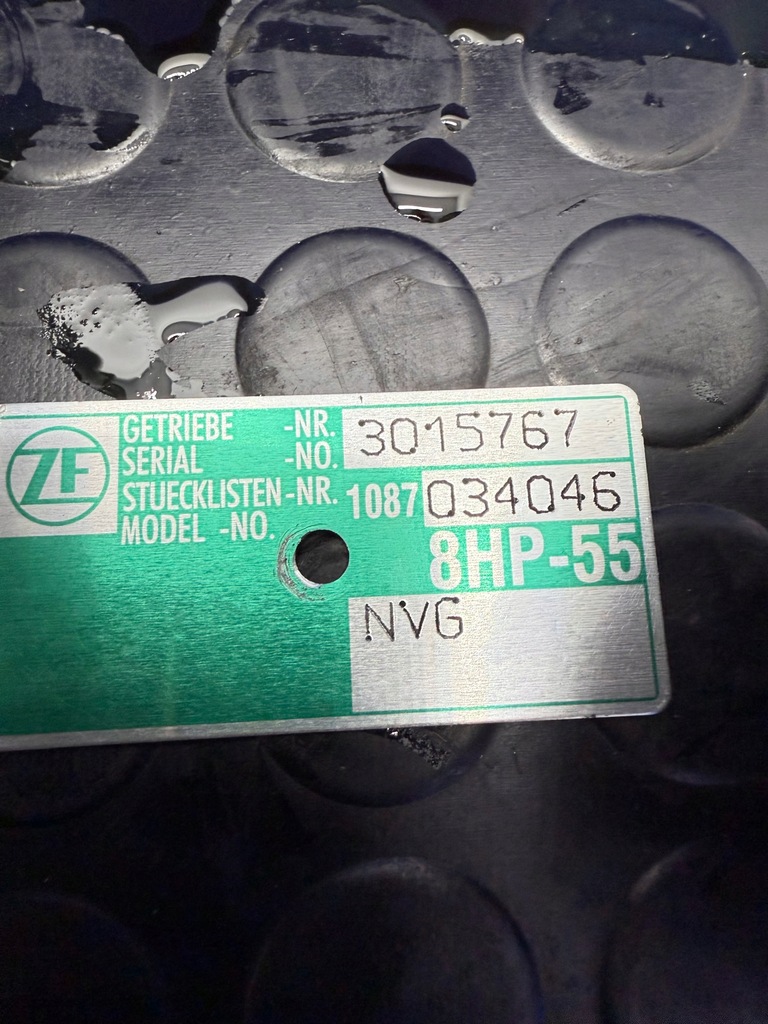 ZF
GETRIEBE -NR. 3015767
SERIAL -NO.
STUECKLISTEN-NR. 1087 034046
MODEL -NO.
8HP-55
NVG